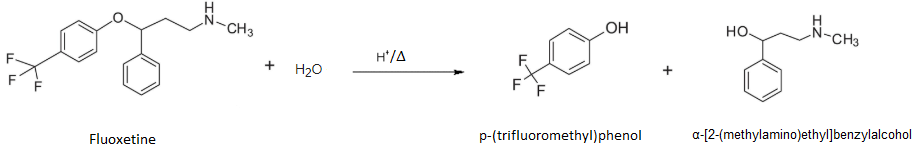 O
H
N
CH3
F
F
F
Fluoxetine
+
H2O
H⁺/Δ
OH
F
F
F
p-(trifluoromethyl)phenol
+
HO
H
N
CH3
α-[2-(methylamino)ethyl]benzylalcohol